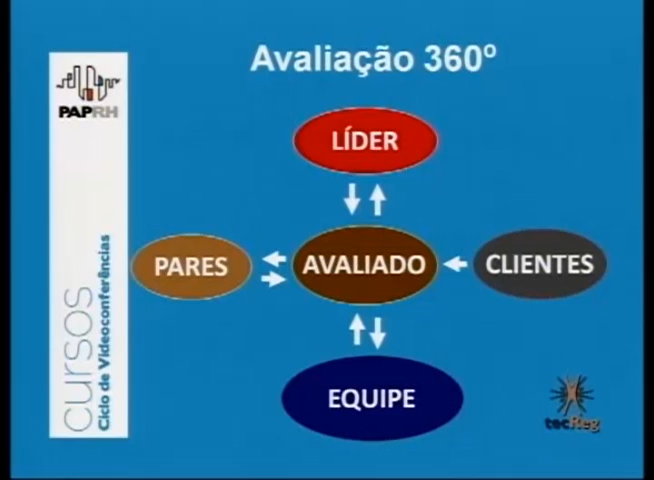 Avaliação 360º
PAPRH
LÍDER
PARES
AVALIADO
CLIENTES
EQUIPE
cursos
Ciclo de Videoconferências
tecReg